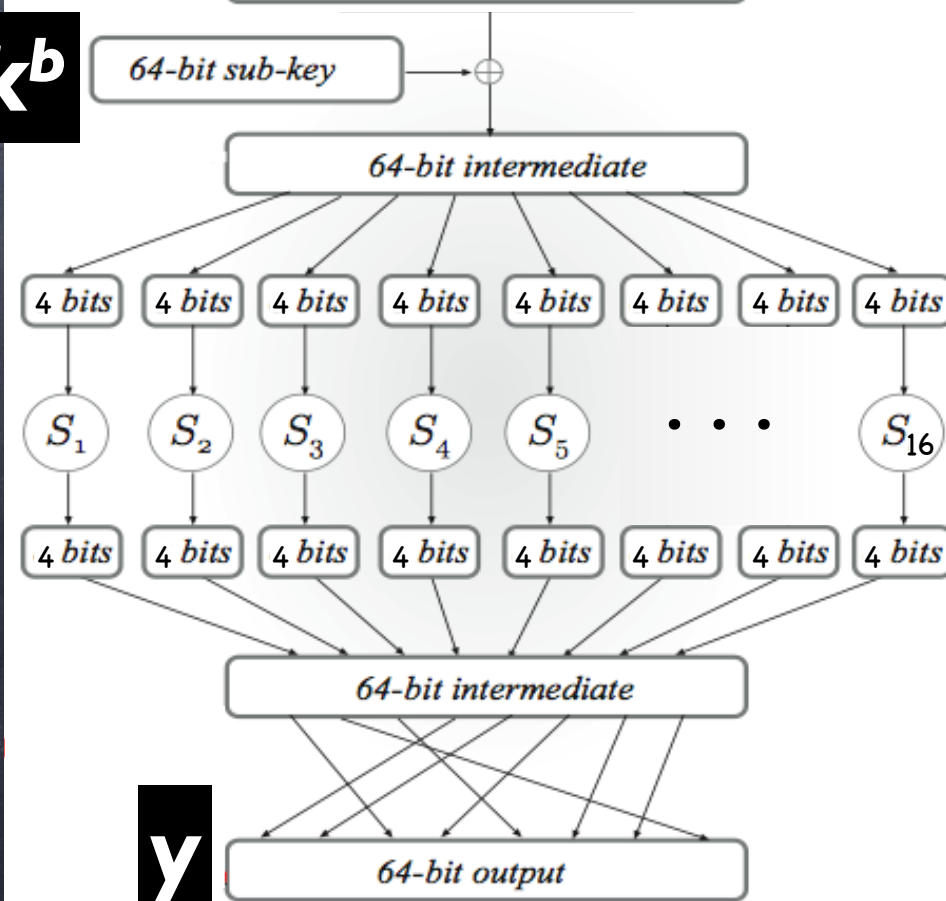 k^b
64-bit sub-key
64-bit intermediate
4 bits 4 bits 4 bits 4 bits 4 bits 4 bits 4 bits 4 bits
S₁ S₂ S₃ S₄ S₅ • • • S₁₆
4 bits 4 bits 4 bits 4 bits 4 bits 4 bits 4 bits 4 bits
64-bit intermediate
y
64-bit output